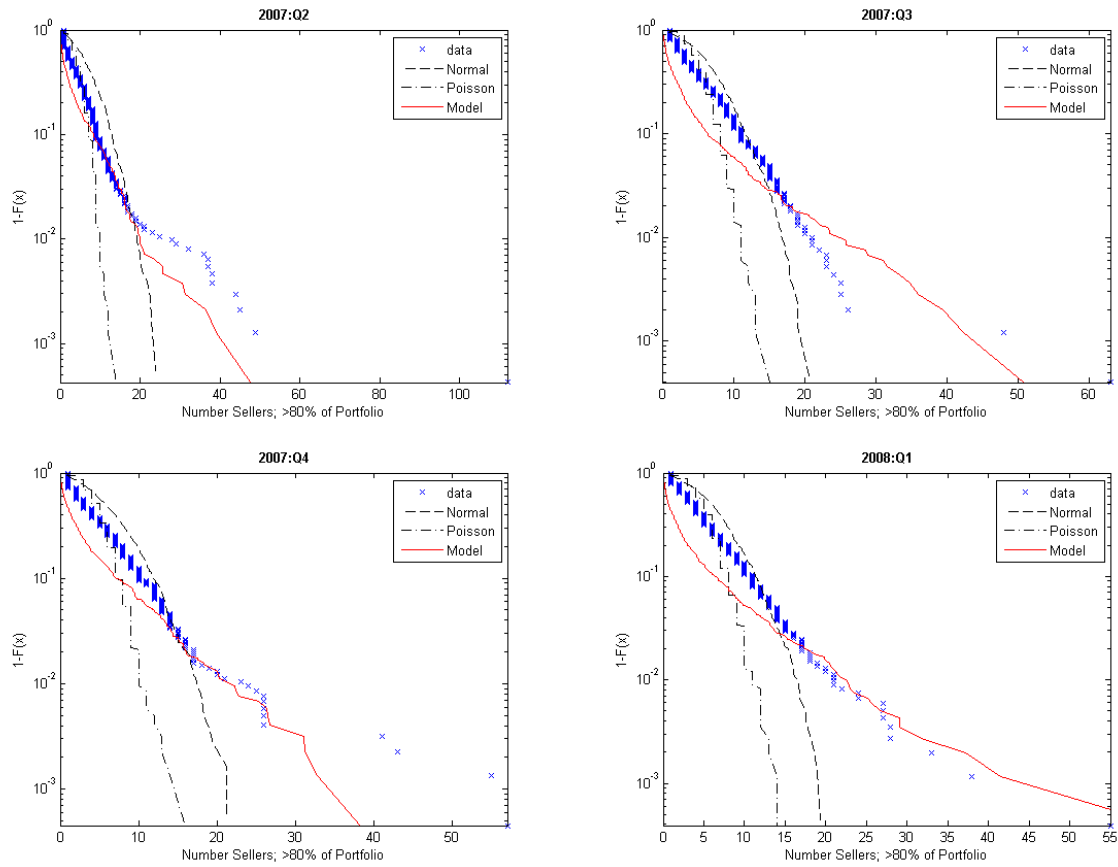 2007:Q2
10^0
10^-1
10^-2
10^-3
1-F(x)
data
Normal
Poisson
Model
0 20 40 60 80 100
Number Sellers; >80% of Portfolio
2007:Q3
10^0
10^-1
10^-2
10^-3
1-F(x)
data
Normal
Poisson
Model
0 10 20 30 40 50 60
Number Sellers; >80% of Portfolio
2007:Q4
10^0
10^-1
10^-2
10^-3
1-F(x)
data
Normal
Poisson
Model
0 10 20 30 40 50
Number Sellers; >80% of Portfolio
2008:Q1
10^0
10^-1
10^-2
10^-3
1-F(x)
data
Normal
Poisson
Model
0 5 10 15 20 25 30 35 40 45 50 55
Number Sellers; >80% of Portfolio